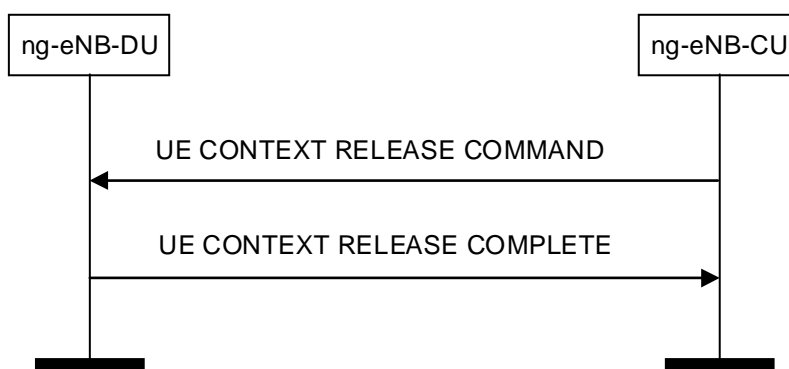 ng-eNB-DU
ng-eNB-CU
UE CONTEXT RELEASE COMMAND
UE CONTEXT RELEASE COMPLETE